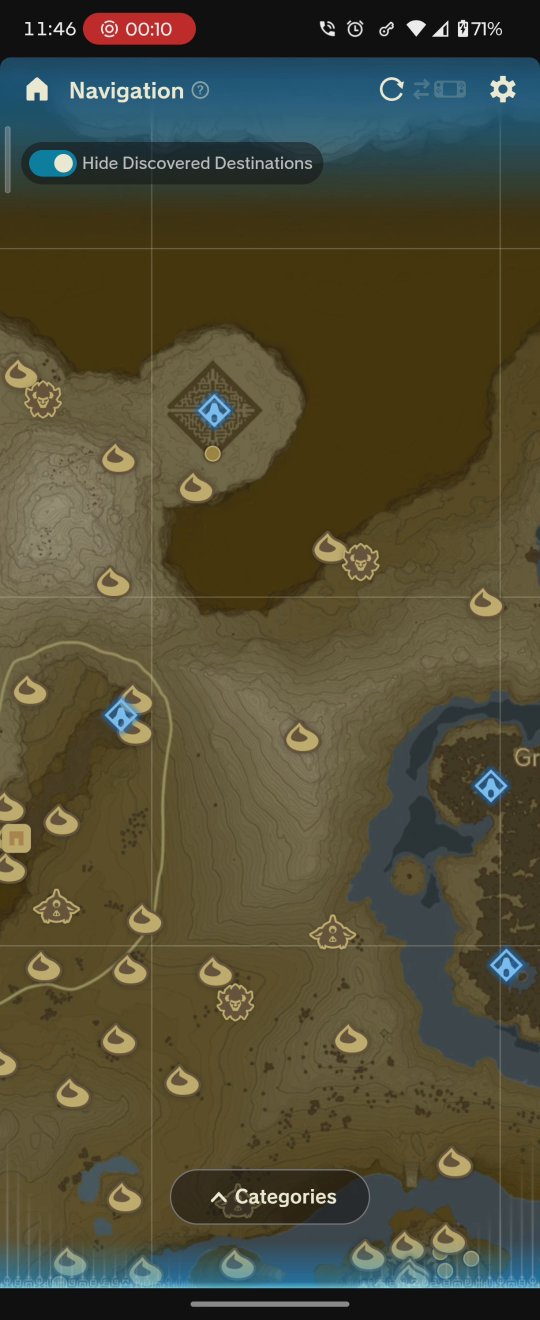 11:46
00:10
71%
Navigation
Hide Discovered Destinations
Gr
Categories